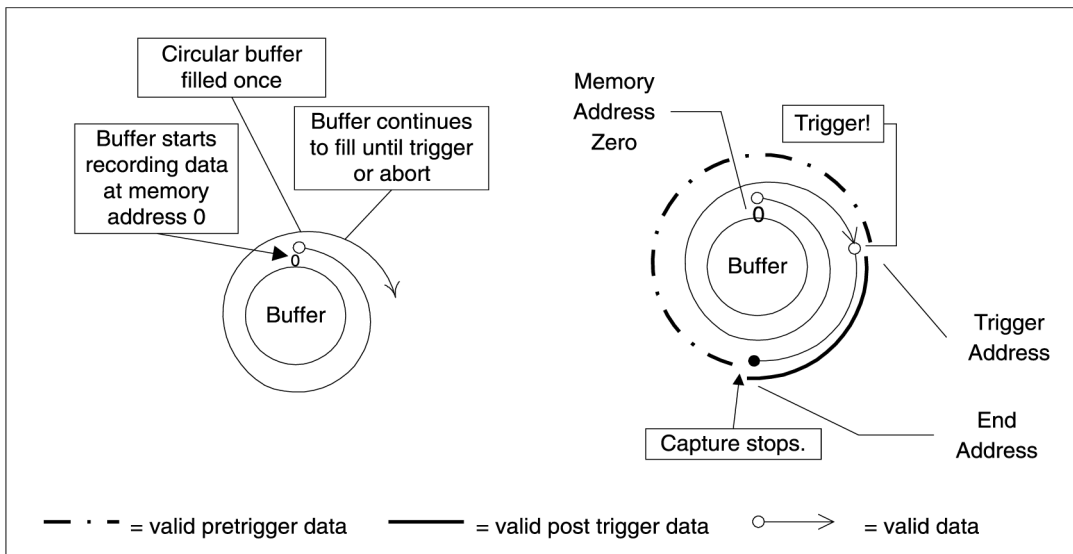 Circular buffer
filled once
Buffer continues
to fill until trigger
or abort
Buffer starts
recording data
at memory
address 0
0
Buffer
Memory
Address
Zero
Trigger!
0
Buffer
Trigger
Address
End
Address
Capture stops.
= valid pretrigger data
= valid post trigger data
= valid data